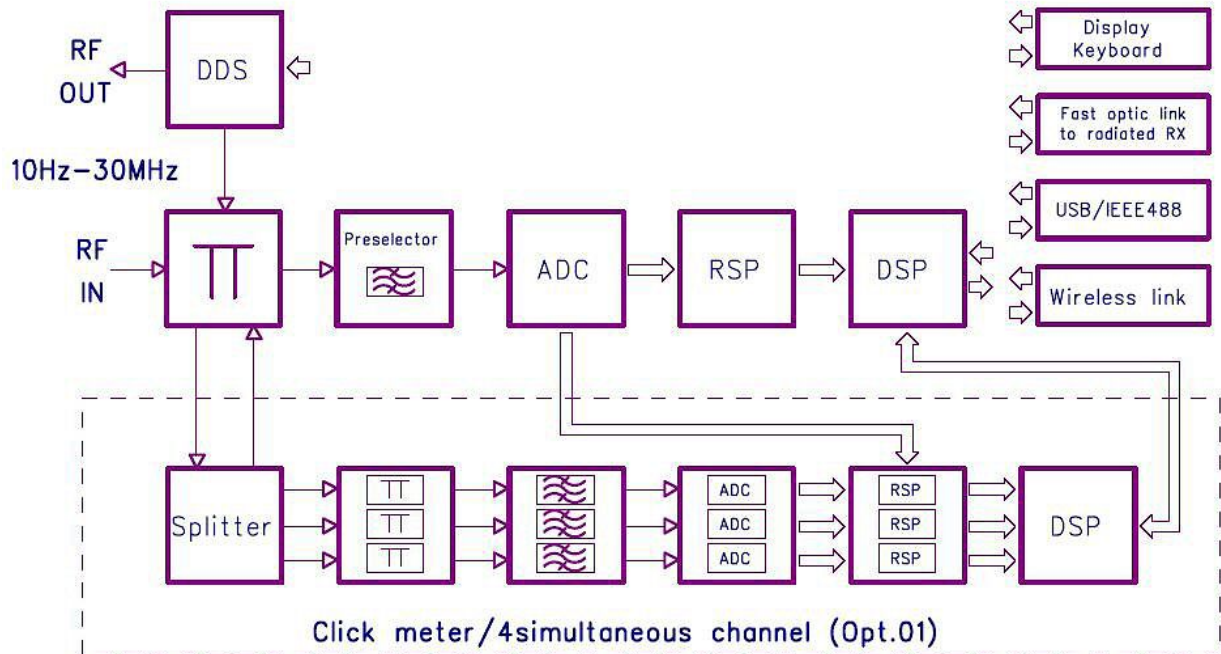 RF
OUT
DDS
Display
Keyboard
Fast optic link
to radiated RX
10Hz-30MHz
USB/IEEE488
RF
IN
Preselector
ADC
RSP
DSP
Wireless link
Splitter
ADC
ADC
ADC
RSP
RSP
RSP
DSP
Click meter/4simultaneous channel (Opt.01)